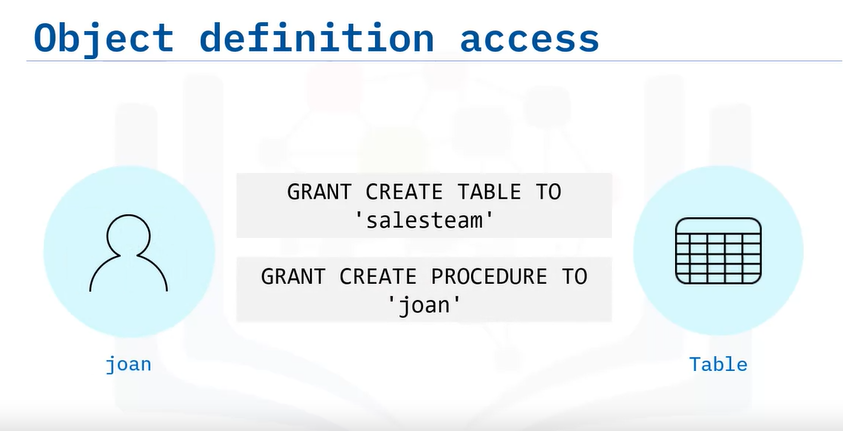 Object definition access
GRANT CREATE TABLE TO
'salesteam'
GRANT CREATE PROCEDURE TO
'joan'
joan
Table